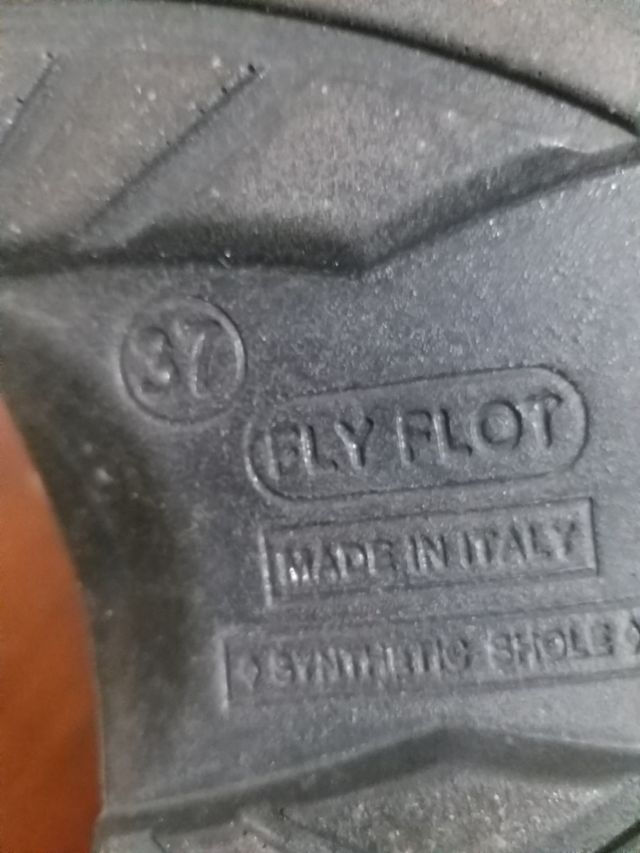 37
FLY FLOT
MADE IN ITALY
SYNTHETIC SHOLE